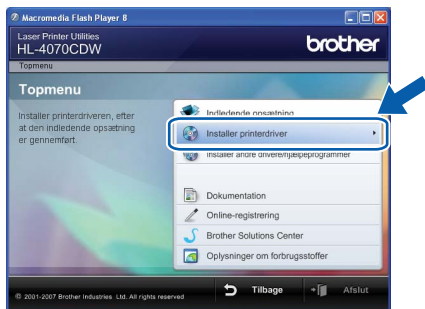 Macromedia Flash Player 8
Laser Printer Utilities
HL-4070CDW
brother
Topmenu
Topmenu
Installer printerdriveren, efter
at den indledende opsætning
er gennemført.
Indledende opsætning
Installer printerdriver
Installer andre drivere/hjælpeprogrammer
Dokumentation
Online-registrering
Brother Solutions Center
Oplysninger om forbrugsstoffer
© 2001-2007 Brother Industries. Ltd. All rights reserved
Tilbage
Afslut